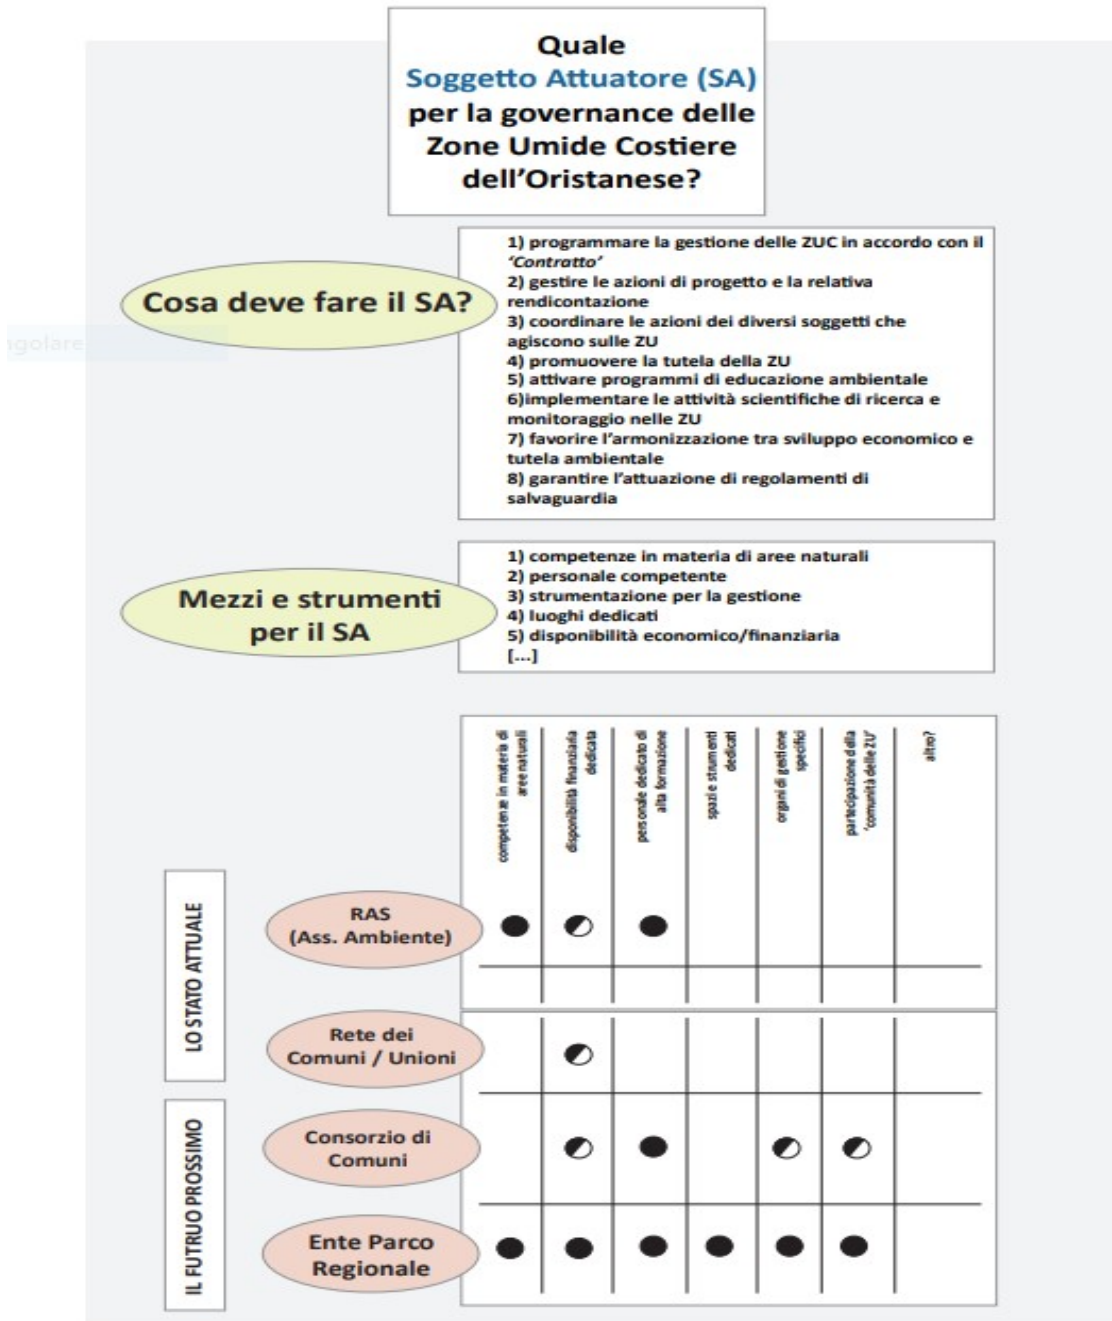 Quale
Soggetto Attuatore (SA)
per la governance delle
Zone Umide Costiere
dell’Oristanese?
Cosa deve fare il SA?
1) programmare la gestione delle ZUC in accordo con il
‘Contratto’
2) gestire le azioni di progetto e la relativa
rendicontazione
3) coordinare le azioni dei diversi soggetti che
agiscono sulle ZU
4) promuovere la tutela della ZU
5) attivare programmi di educazione ambientale
6)implementare le attività scientifiche di ricerca e
monitoraggio nelle ZU
7) favorire l’armonizzazione tra sviluppo economico e
tutela ambientale
8) garantire l’attuazione di regolamenti di
salvaguardia
ngolare
Mezzi e strumenti
per il SA
1) competenze in materia di aree naturali
2) personale competente
3) strumentazione per la gestione
4) luoghi dedicati
5) disponibilità economico/finanziaria
[...]
competenze in materia di
aree naturali
disponibilità finanziaria
dedicata
personale dedicato di
alta formazione
spazi e strumenti
dedicati
organi di gestione
specifici
partecipazione della
‘comunità delle ZU’
altro?
LO STATO ATTUALE
RAS
(Ass. Ambiente)
Rete dei
Comuni / Unioni
IL FUTRUO PROSSIMO
Consorzio di
Comuni
Ente Parco
Regionale